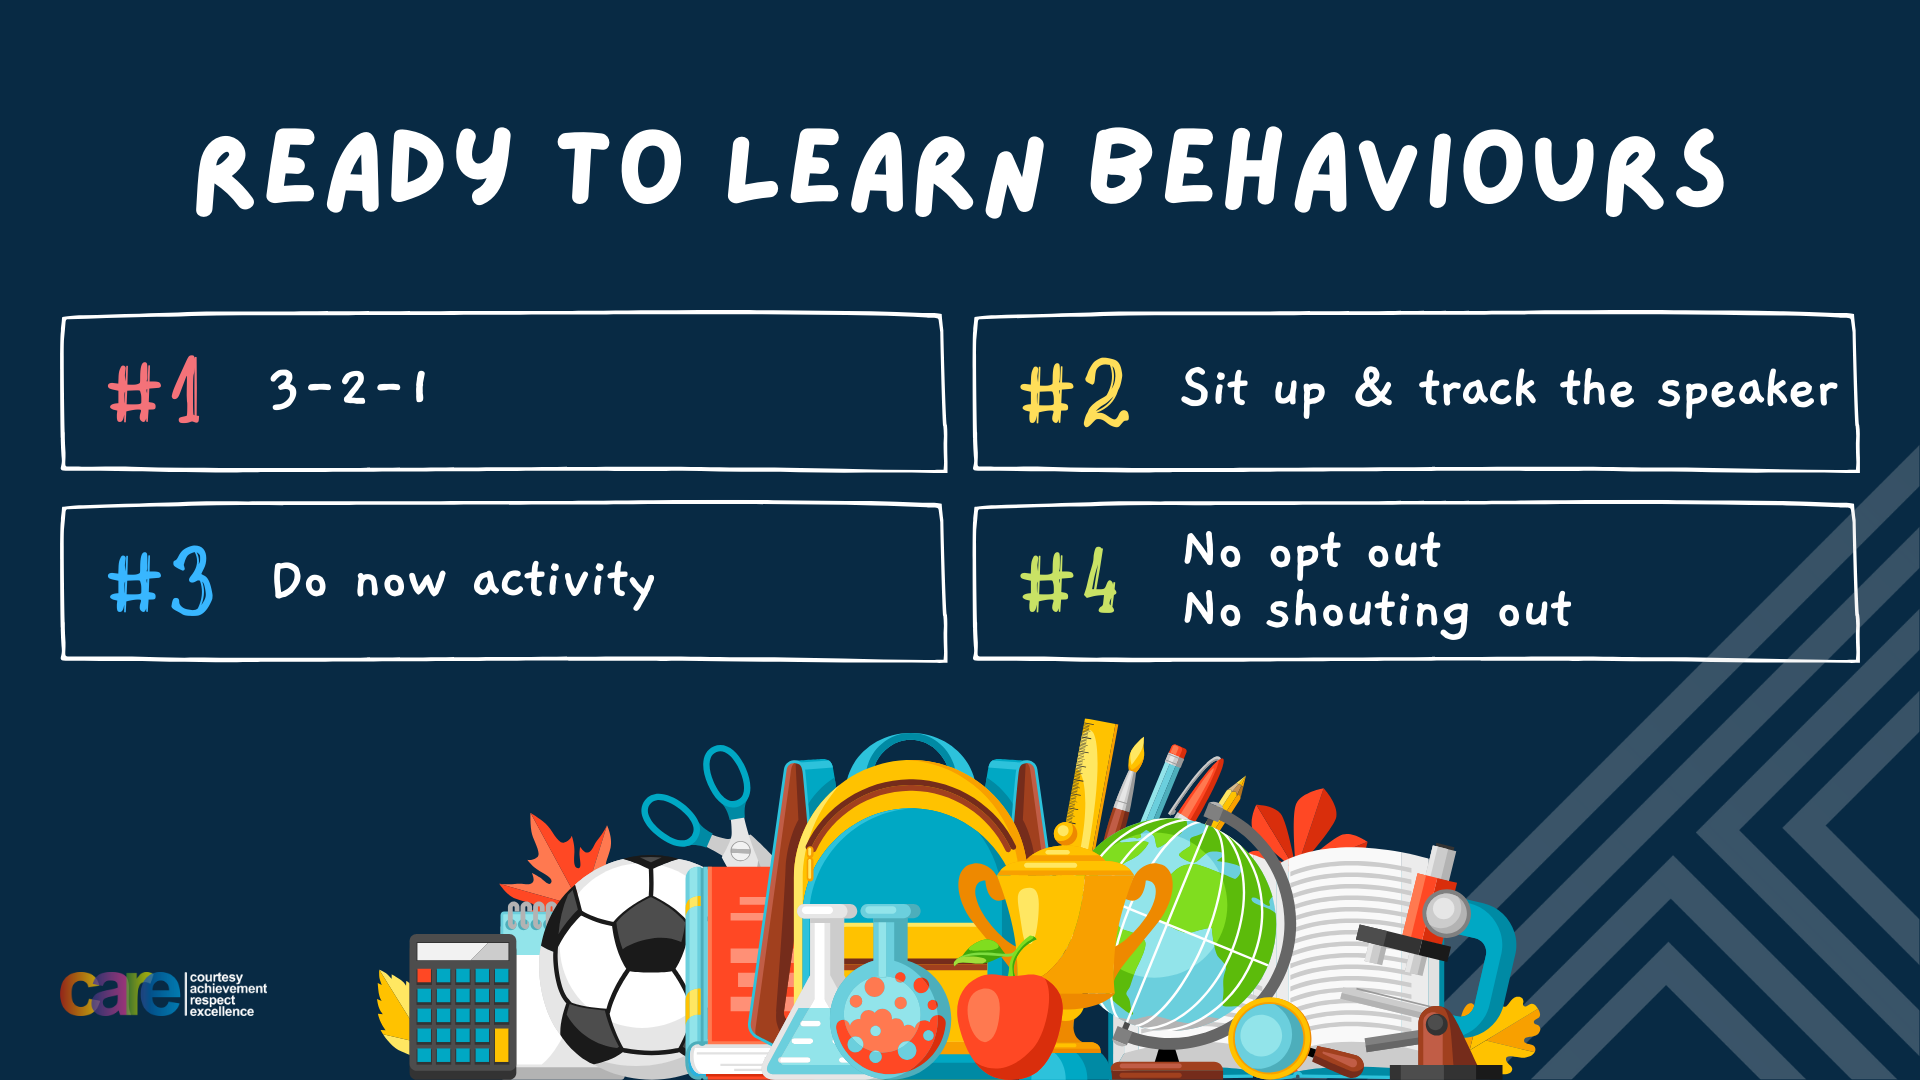 READY TO LEARN BEHAVIOURS
#1 3-2-1
#2 Sit up & track the speaker
#3 Do now activity
#4 No opt out
No shouting out
care
courtesy
achievement
respect
excellence